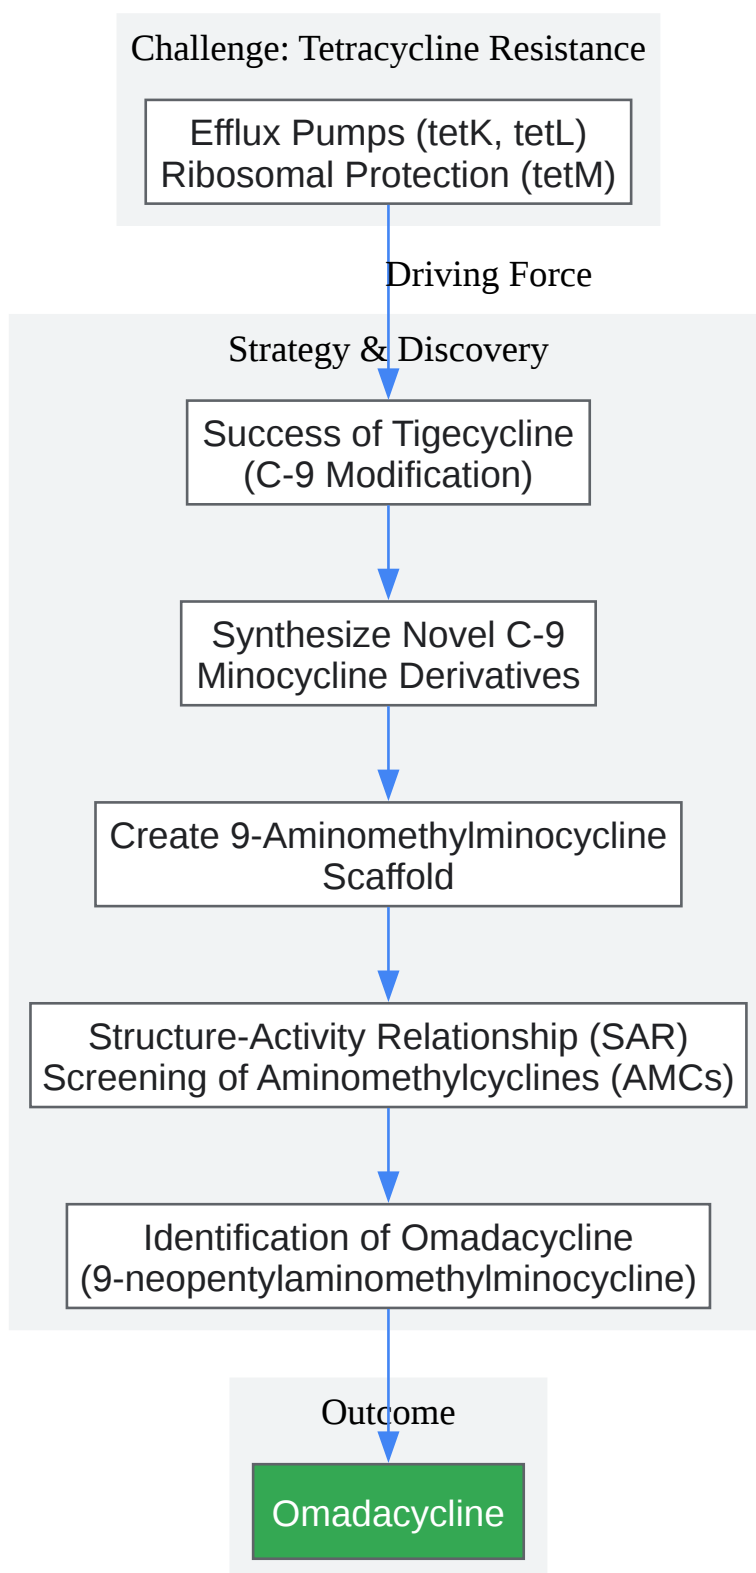 Challenge: Tetracycline Resistance
Efflux Pumps (tetK, tetL)
Ribosomal Protection (tetM)
Driving Force
Strategy & Discovery
Success of Tigecycline
(C-9 Modification)
Synthesize Novel C-9
Minocycline Derivatives
Create 9-Aminomethylminocycline
Scaffold
Structure-Activity Relationship (SAR)
Screening of Aminomethylcyclines (AMCs)
Identification of Omadacycline
(9-neopentylaminomethylminocycline)
Outcome
Omadacycline